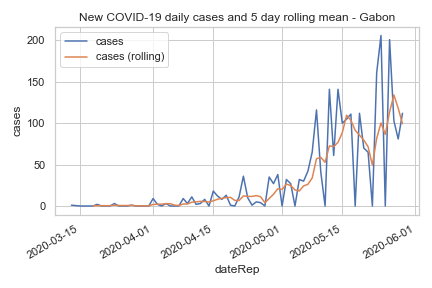 New COVID-19 daily cases and 5 day rolling mean - Gabon
cases
cases (rolling)
200
150
100
50
0
cases
2020-03-15
2020-04-01
2020-04-15
2020-05-01
2020-05-15
2020-06-01
dateRep